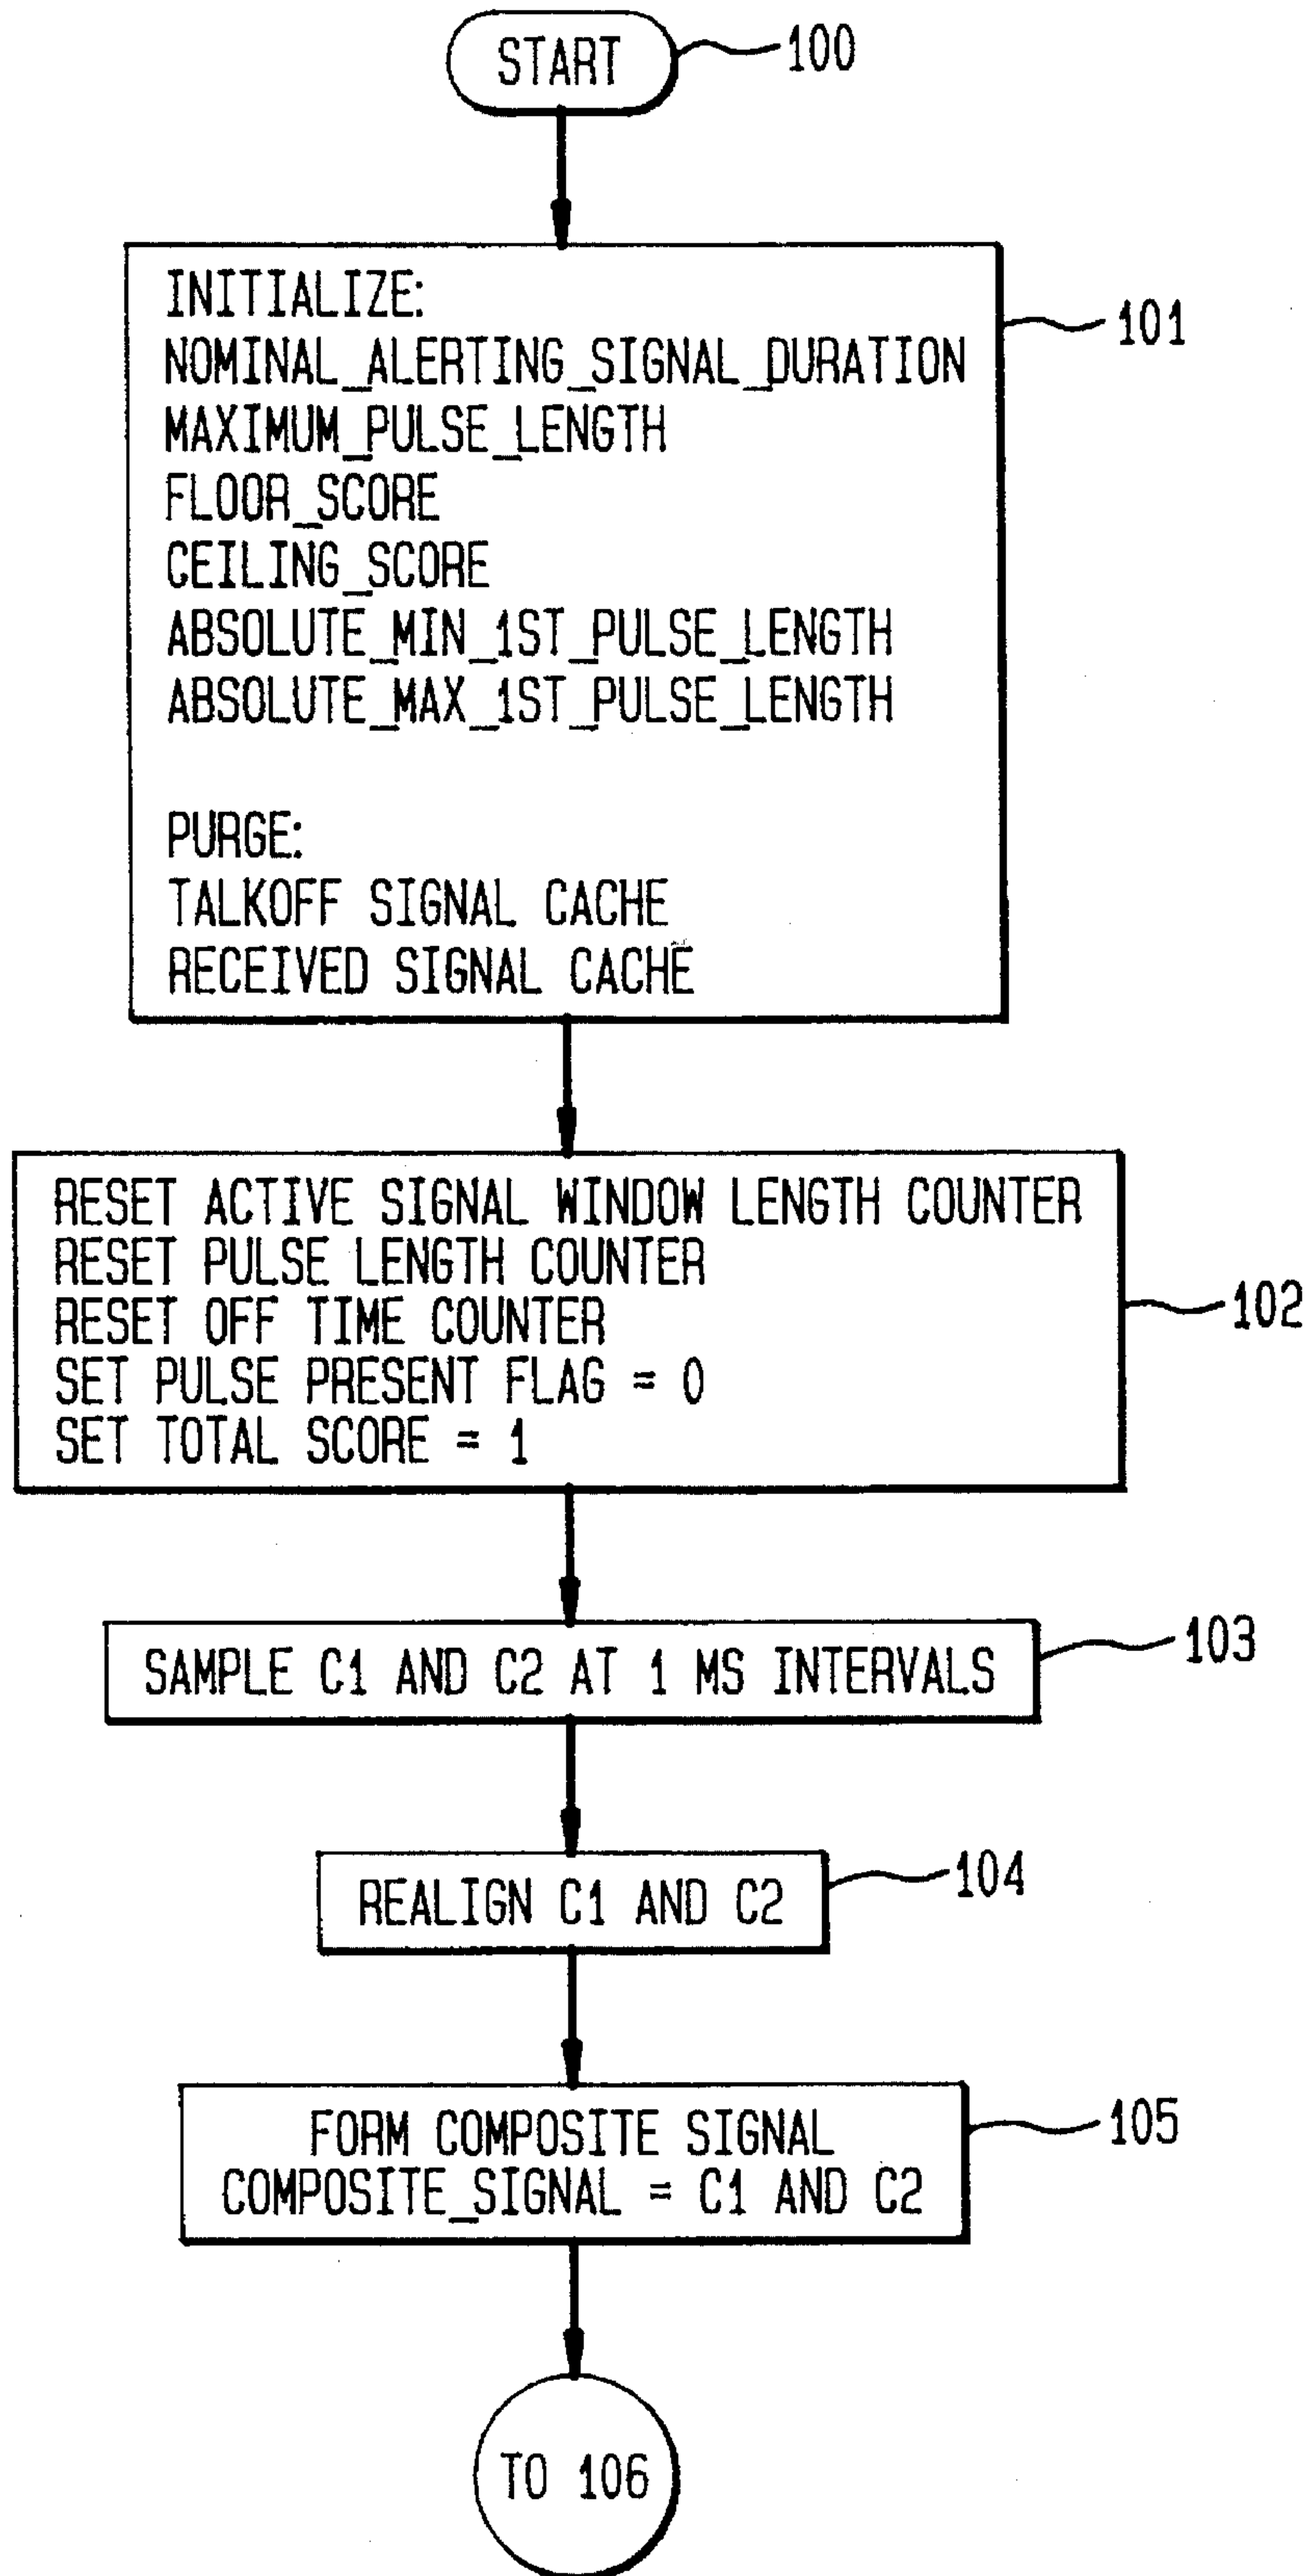 START
100
INITIALIZE:
NOMINAL_ALERTING_SIGNAL_DURATION
MAXIMUM_PULSE_LENGTH
FLOOR_SCORE
CEILING_SCORE
ABSOLUTE_MIN_1ST_PULSE_LENGTH
ABSOLUTE_MAX_1ST_PULSE_LENGTH
PURGE:
TALKOFF SIGNAL CACHE
RECEIVED SIGNAL CACHE
101
RESET ACTIVE SIGNAL WINDOW LENGTH COUNTER
RESET PULSE LENGTH COUNTER
RESET OFF TIME COUNTER
SET PULSE PRESENT FLAG = 0
SET TOTAL SCORE = 1
102
SAMPLE C1 AND C2 AT 1 MS INTERVALS
103
REALIGN C1 AND C2
104
FORM COMPOSITE SIGNAL
COMPOSITE_SIGNAL = C1 AND C2
105
TO 106